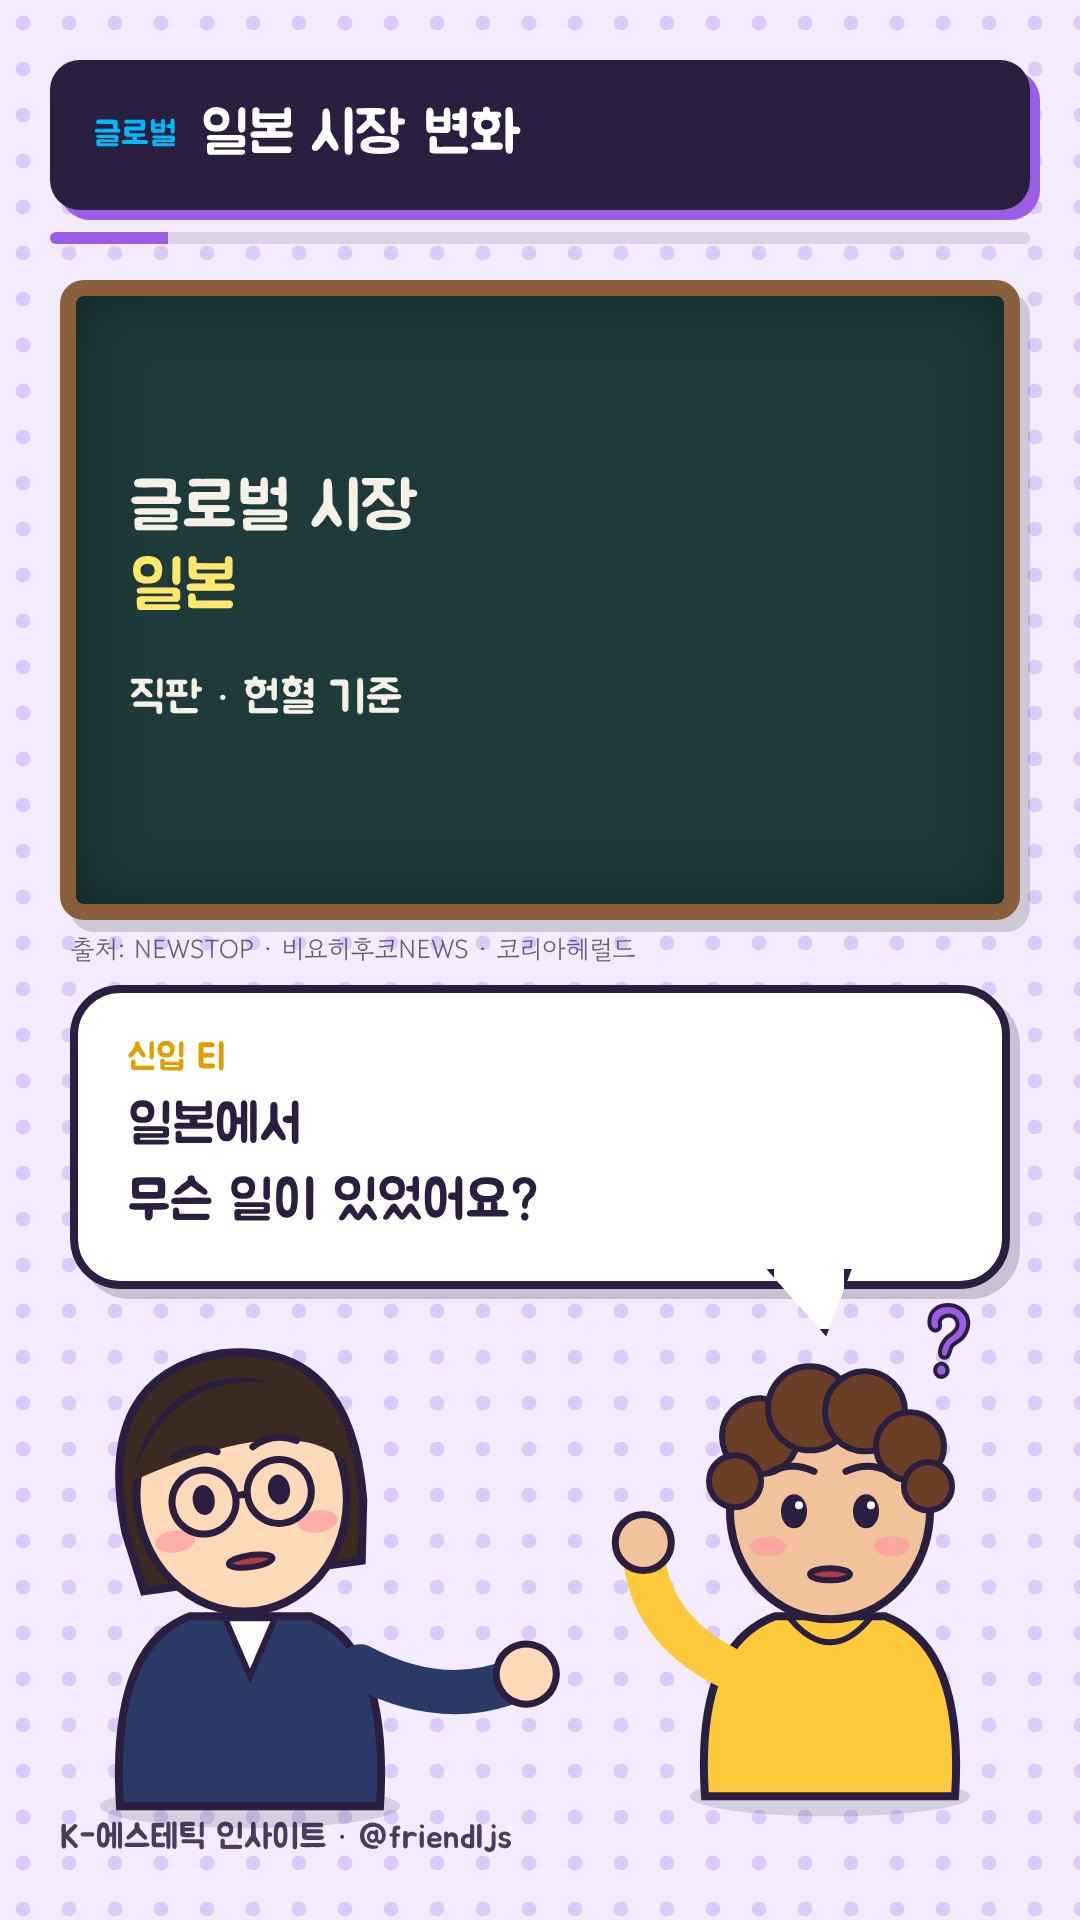 글로벌 일본 시장 변화
글로벌 시장
일본
직판 · 헌혈 기준
출처: NEWSTOP · 비요히후코NEWS · 코리아헤럴드
신입 티
일본에서
무슨 일이 있었어요?
?
K-에스테틱 인사이트 · @friendl.js